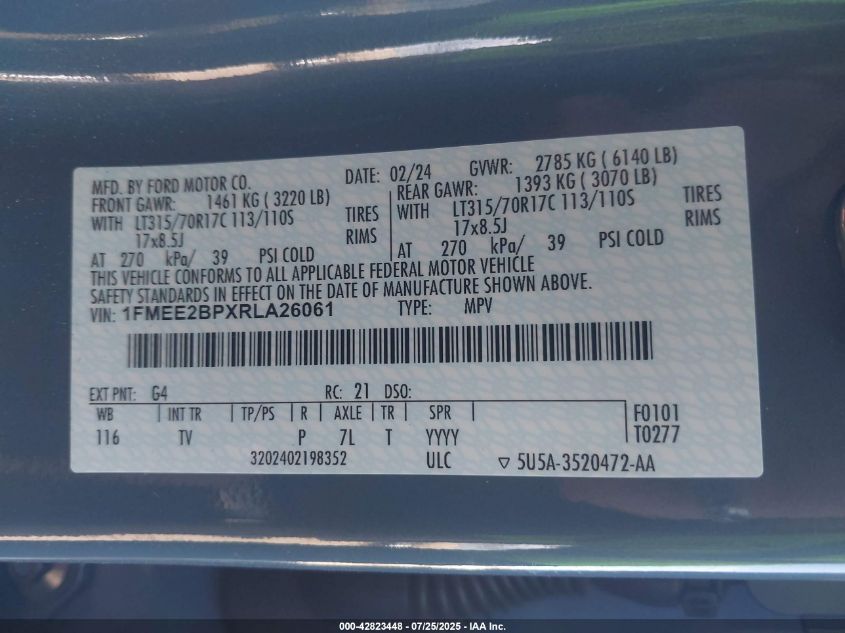 MFD. BY FORD MOTOR CO. DATE: 02/24 GVWR: 2785 KG ( 6140 LB)
FRONT GAWR: 1461 KG ( 3220 LB) REAR GAWR: 1393 KG ( 3070 LB)
WITH LT315/70R17C 113/110S TIRES WITH LT315/70R17C 113/110S TIRES
17x8.5J RIMS 17x8.5J RIMS
AT 270 kPa/ 39 PSI COLD AT 270 kPa/ 39 PSI COLD
THIS VEHICLE CONFORMS TO ALL APPLICABLE FEDERAL MOTOR VEHICLE
SAFETY STANDARDS IN EFFECT ON THE DATE OF MANUFACTURE SHOWN ABOVE.
VIN: 1FMEE2BPXRLA26061 TYPE: MPV
EXT PNT: G4 RC: 21 DSO:
WB INT TR TP/PS R AXLE TR SPR F0101
116 TV P 7L T YYYY T0277
3202402198352 ULC ▽ 5U5A-3520472-AA
000-42823448 - 07/25/2025 - IAA Inc.